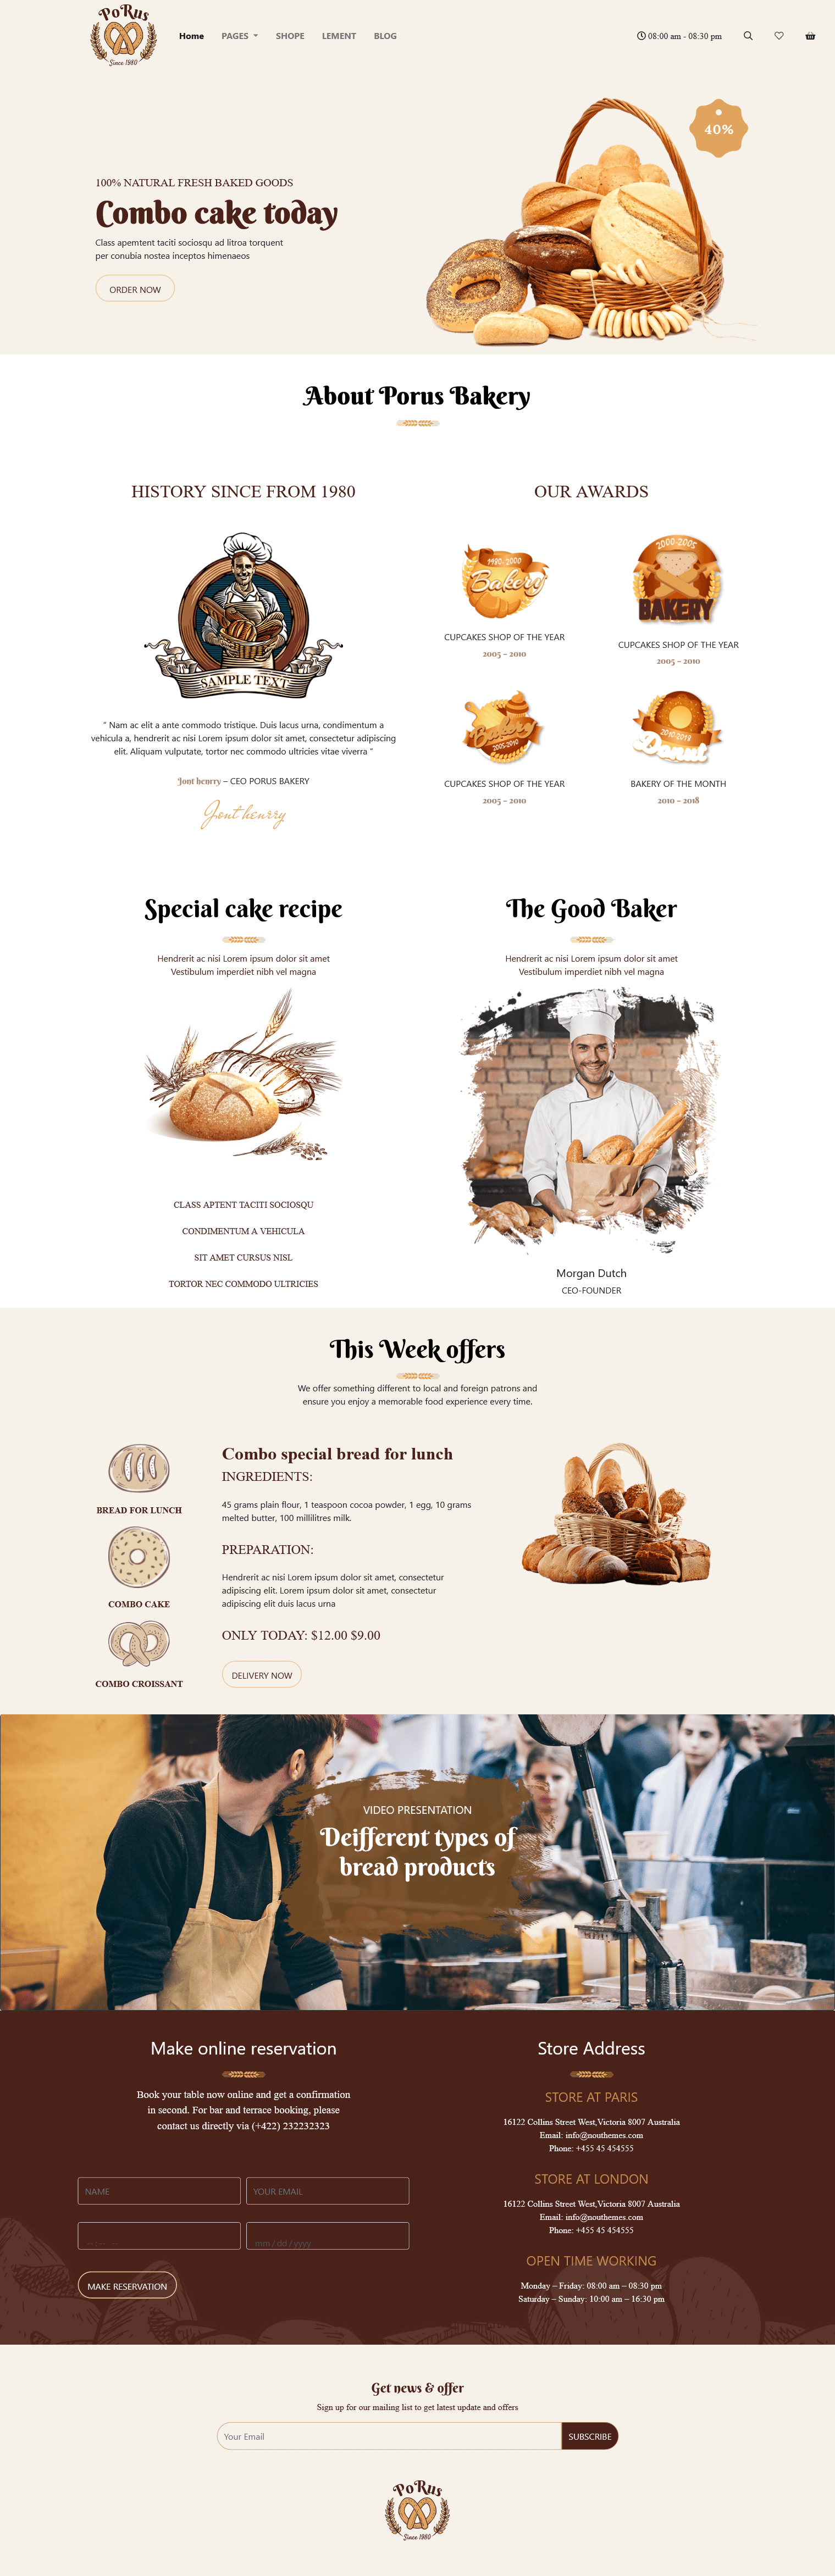 PoRus
Since 1980
Home
PAGES
SHOPE
LEMENT
BLOG
08:00 am - 08:30 pm
40%
100% NATURAL FRESH BAKED GOODS
Combo cake today
Class apemtent taciti sociosqu ad litroa torquent
per conubia nostea inceptos himenaeos
ORDER NOW
About Porus Bakery
HISTORY SINCE FROM 1980
SAMPLE TEXT
“ Nam ac elit a ante commodo tristique. Duis lacus urna, condimentum a
vehicula a, hendrerit ac nisi Lorem ipsum dolor sit amet, consectetur adipiscing
elit. Aliquam vulputate, tortor nec commodo ultricies vitae viverra ”
Jont henrry – CEO PORUS BAKERY
Jont henrry
OUR AWARDS
1980-2000
Bakery
CUPCAKES SHOP OF THE YEAR
2005 – 2010
2000-2005
BAKERY
CUPCAKES SHOP OF THE YEAR
2005 – 2010
Bakery
2005-2010
CUPCAKES SHOP OF THE YEAR
2005 – 2010
2010-2018
Donut
BAKERY OF THE MONTH
2010 – 2018
Special cake recipe
Hendrerit ac nisi Lorem ipsum dolor sit amet
Vestibulum imperdiet nibh vel magna
CLASS APTENT TACITI SOCIOSQU
CONDIMENTUM A VEHICULA
SIT AMET CURSUS NISL
TORTOR NEC COMMODO ULTRICIES
The Good Baker
Hendrerit ac nisi Lorem ipsum dolor sit amet
Vestibulum imperdiet nibh vel magna
Morgan Dutch
CEO-FOUNDER
This Week offers
We offer something different to local and foreign patrons and
ensure you enjoy a memorable food experience every time.
BREAD FOR LUNCH
COMBO CAKE
COMBO CROISSANT
Combo special bread for lunch
INGREDIENTS:
45 grams plain flour, 1 teaspoon cocoa powder, 1 egg, 10 grams
melted butter, 100 millilitres milk.
PREPARATION:
Hendrerit ac nisi Lorem ipsum dolor sit amet, consectetur
adipiscing elit. Lorem ipsum dolor sit amet, consectetur
adipiscing elit duis lacus urna
ONLY TODAY: $12.00 $9.00
DELIVERY NOW
VIDEO PRESENTATION
Deifferent types of
bread products
Make online reservation
Book your table now online and get a confirmation
in second. For bar and terrace booking, please
contact us directly via (+422) 232232323
NAME
YOUR EMAIL
--:-- --
mm/dd/yyyy
MAKE RESERVATION
Store Address
STORE AT PARIS
16122 Collins Street West,Victoria 8007 Australia
Email: info@nouthemes.com
Phone: +455 45 454555
STORE AT LONDON
16122 Collins Street West,Victoria 8007 Australia
Email: info@nouthemes.com
Phone: +455 45 454555
OPEN TIME WORKING
Monday – Friday: 08:00 am – 08:30 pm
Saturday – Sunday: 10:00 am – 16:30 pm
Get news & offer
Sign up for our mailing list to get latest update and offers
Your Email
SUBSCRIBE
PoRus
Since 1980